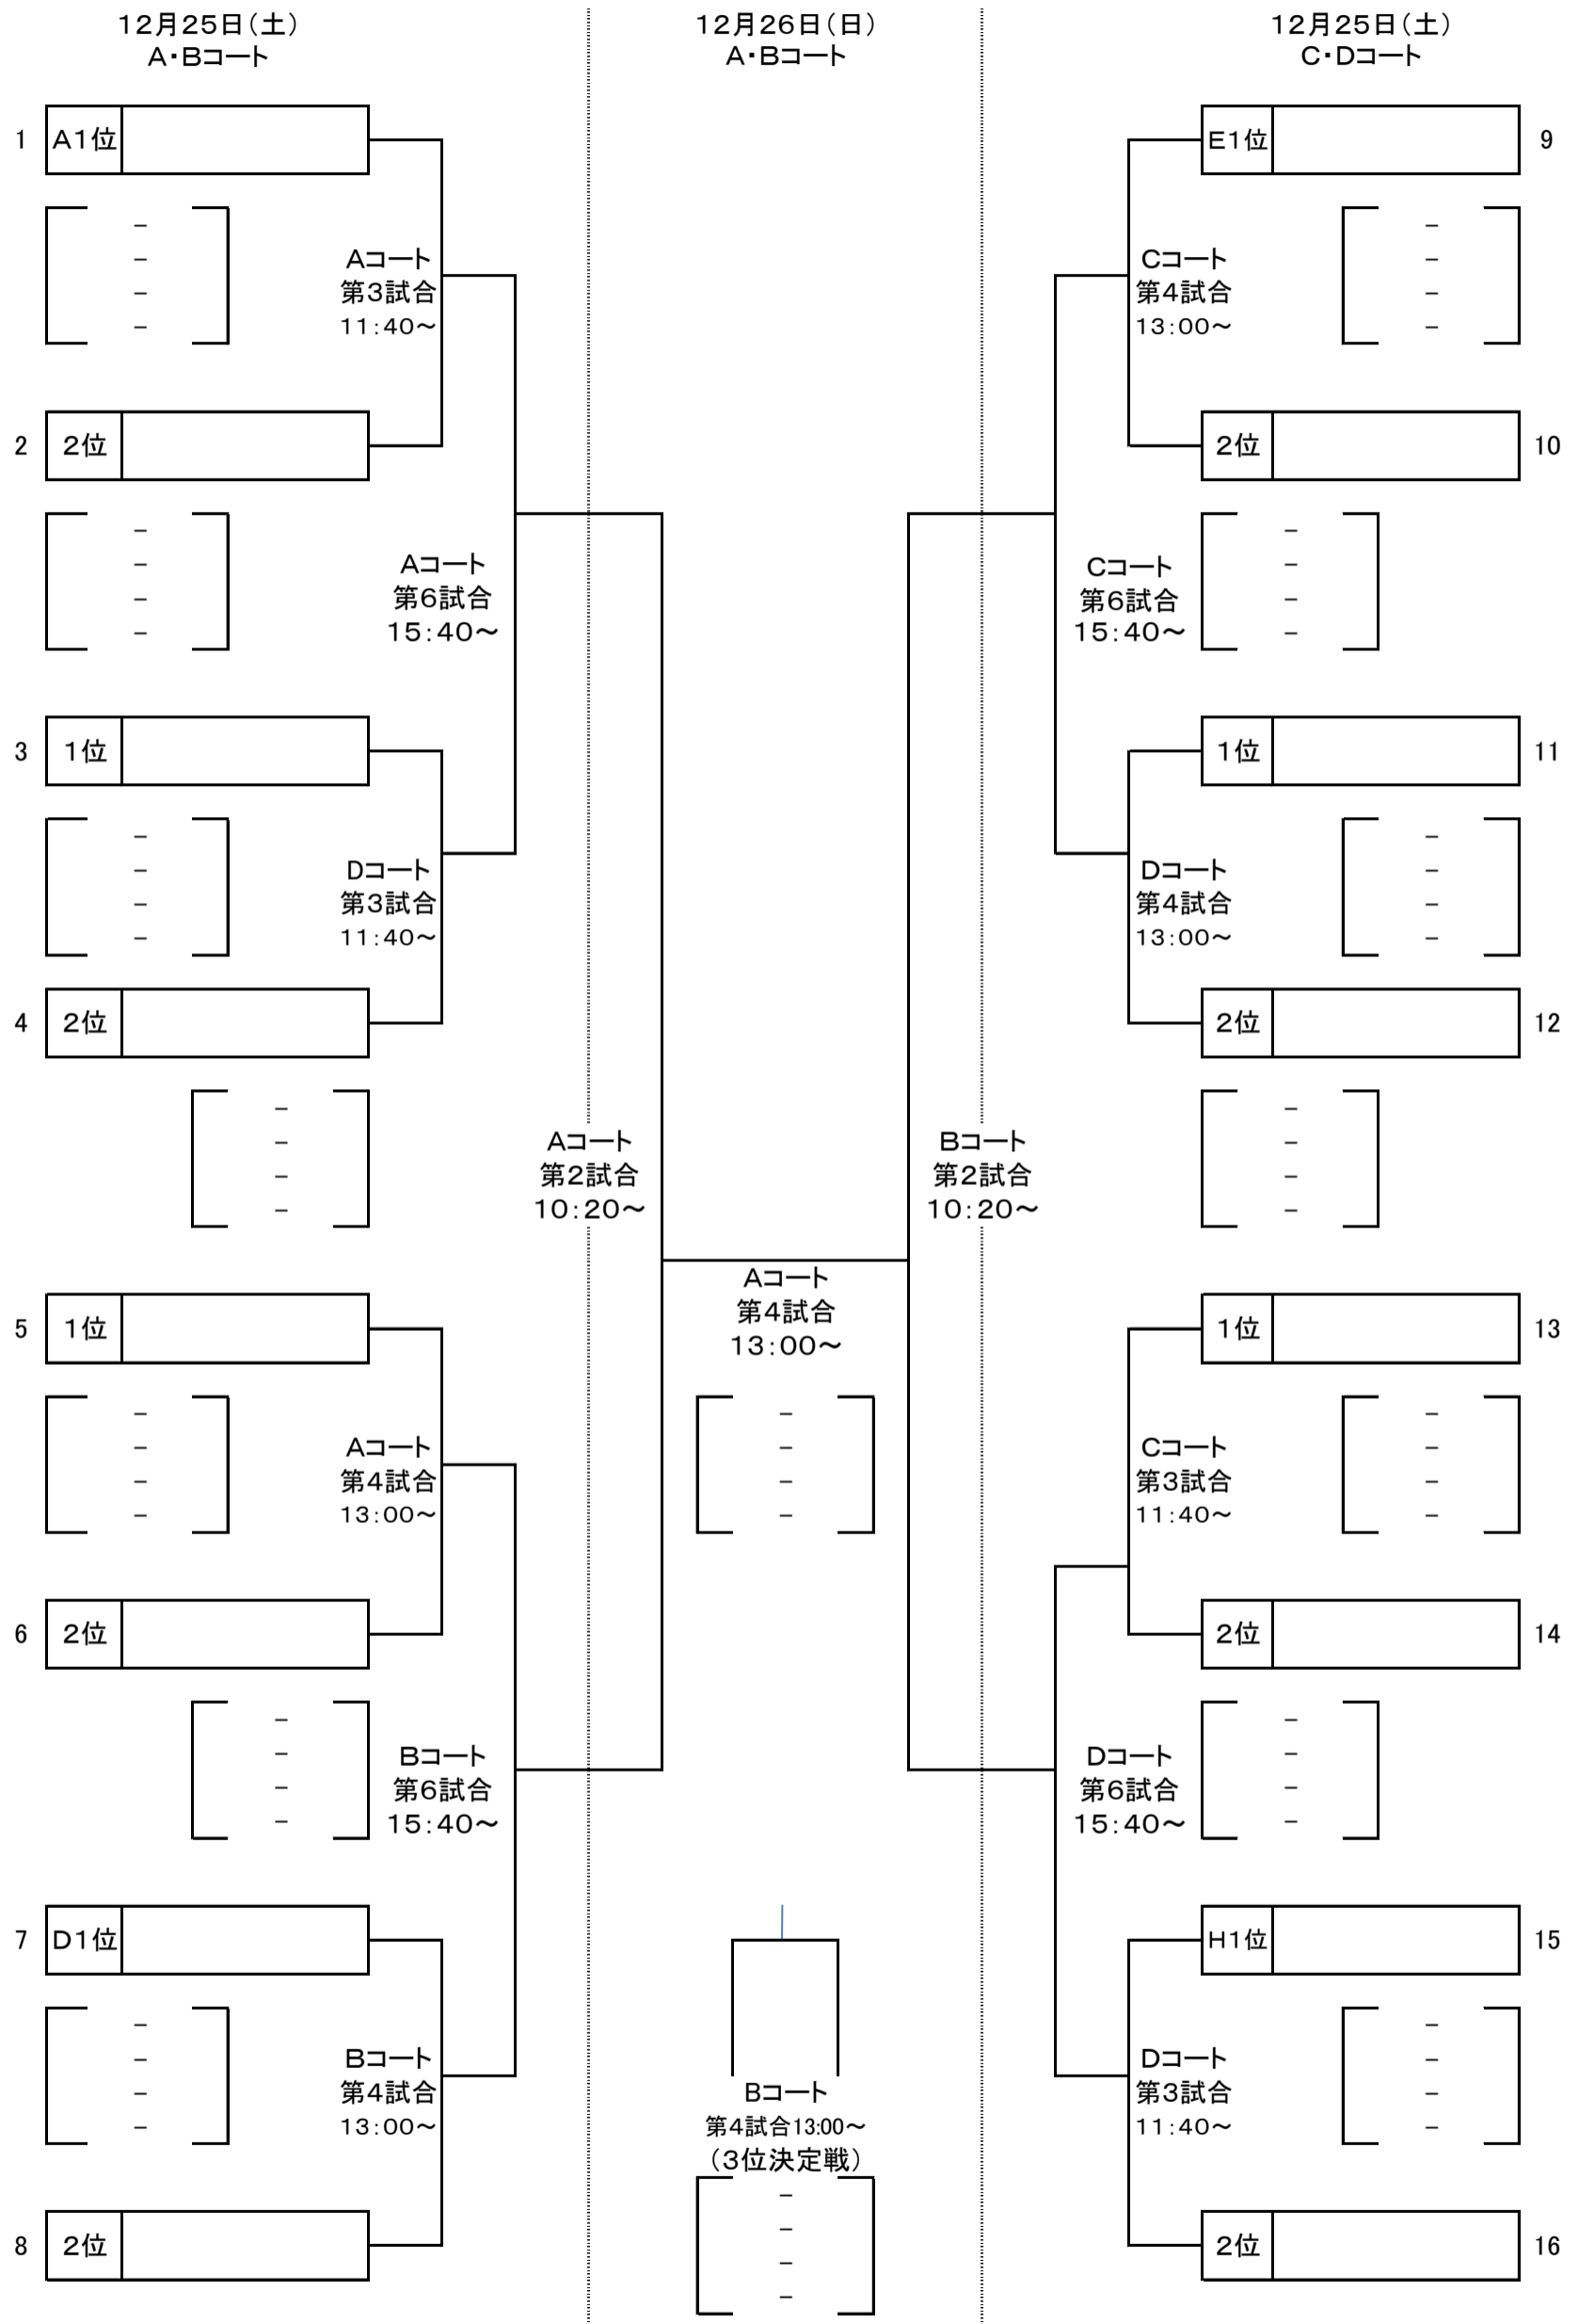 12月25日（土）
A・Bコート
12月26日（日）
A・Bコート
12月25日（土）
C・Dコート
1 A1位
E1位 9
－
－
－
－
Aコート
第3試合
11：40～
Cコート
第4試合
13：00～
－
－
－
－
2 2位
2位 10
－
－
－
－
Aコート
第6試合
15：40～
Cコート
第6試合
15：40～
－
－
－
－
3 1位
1位 11
－
－
－
－
Dコート
第3試合
11：40～
Dコート
第4試合
13：00～
－
－
－
－
4 2位
2位 12
－
－
－
－
Aコート
第2試合
10：20～
Bコート
第2試合
10：20～
－
－
－
－
Aコート
第4試合
13：00～
－
－
－
－
5 1位
1位 13
－
－
－
－
Aコート
第4試合
13：00～
Cコート
第3試合
11：40～
－
－
－
－
6 2位
2位 14
－
－
－
－
Bコート
第6試合
15：40～
Dコート
第6試合
15：40～
－
－
－
－
7 D1位
H1位 15
－
－
－
－
Bコート
第4試合
13：00～
Bコート
第4試合13:00～
（3位決定戦）
－
－
－
－
Dコート
第3試合
11：40～
－
－
－
－
8 2位
2位 16